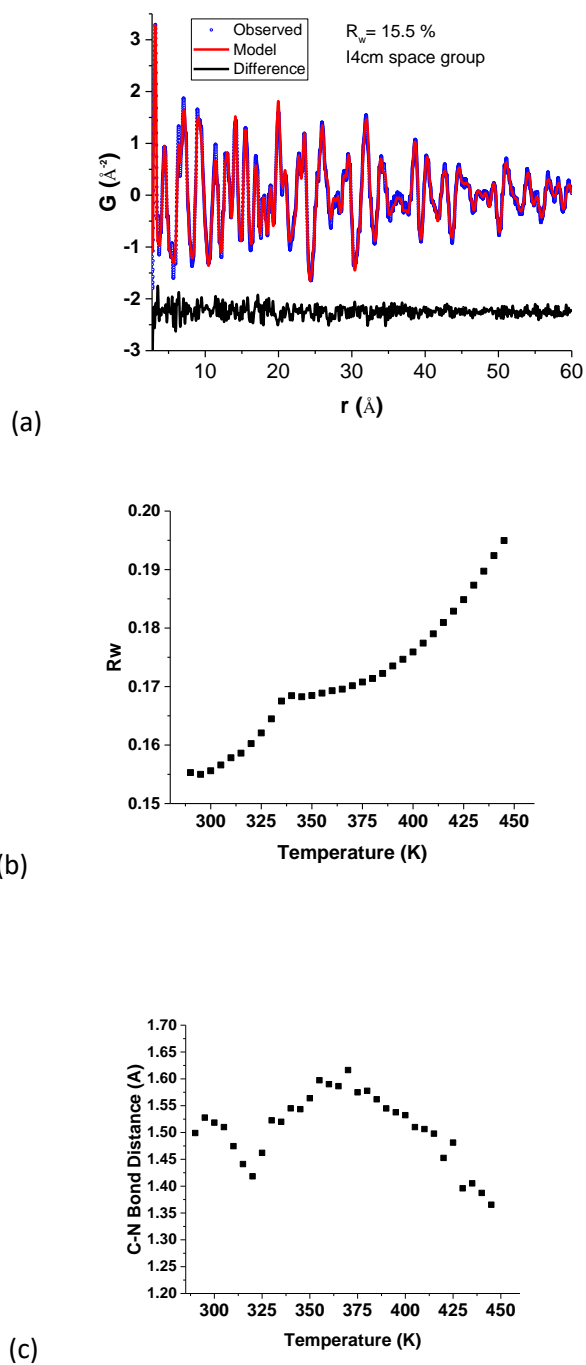 Observed
Model
Difference
R_w= 15.5 %
I4cm space group
G (Å⁻²)
3
2
1
0
-1
-2
-3
10 20 30 40 50 60
r (Å)
(a)
Rw
0.20
0.19
0.18
0.17
0.16
0.15
300 325 350 375 400 425 450
Temperature (K)
(b)
C-N Bond Distance (A)
1.70
1.65
1.60
1.55
1.50
1.45
1.40
1.35
1.30
1.25
1.20
300 325 350 375 400 425 450
Temperature (K)
(c)